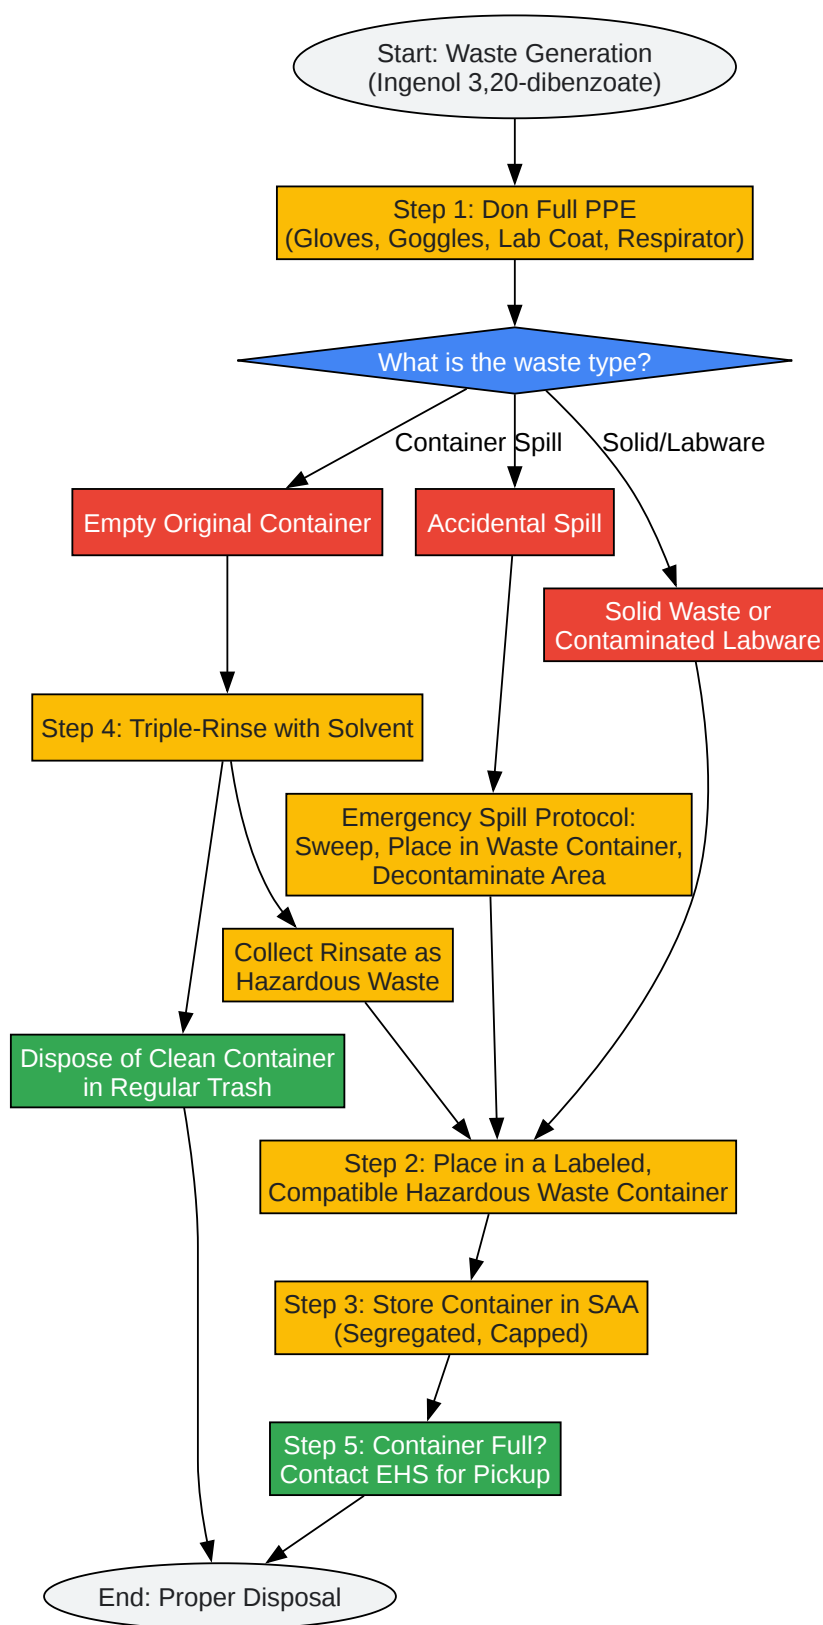 Start: Waste Generation
(Ingenol 3,20-dibenzoate)
Step 1: Don Full PPE
(Gloves, Goggles, Lab Coat, Respirator)
What is the waste type?
Container
Spill
Solid/Labware
Empty Original Container
Accidental Spill
Solid Waste or
Contaminated Labware
Step 4: Triple-Rinse with Solvent
Emergency Spill Protocol:
Sweep, Place in Waste Container,
Decontaminate Area
Collect Rinsate as
Hazardous Waste
Dispose of Clean Container
in Regular Trash
Step 2: Place in a Labeled,
Compatible Hazardous Waste Container
Step 3: Store Container in SAA
(Segregated, Capped)
Step 5: Container Full?
Contact EHS for Pickup
End: Proper Disposal